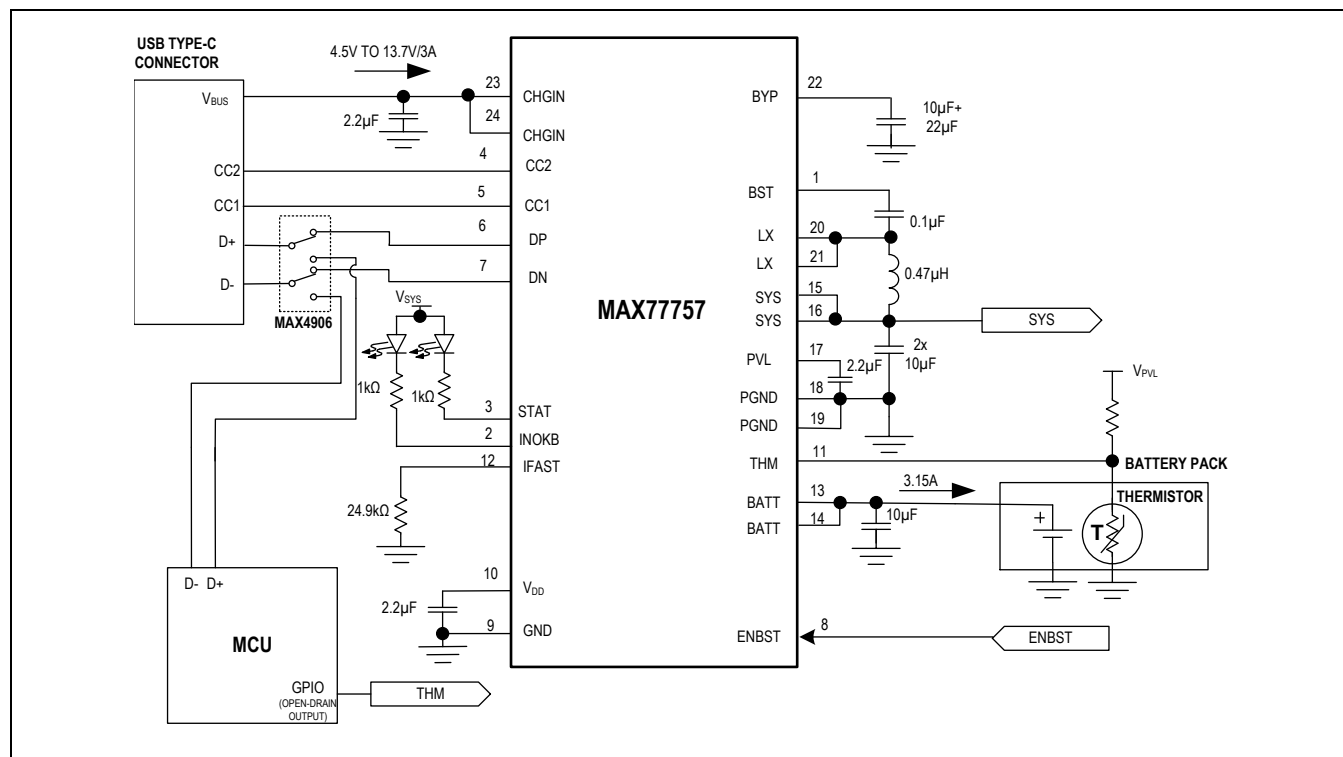 USB TYPE-C
CONNECTOR
4.5V TO 13.7V/3A
VBUS
2.2µF
CC2
CC1
D+
D-
MAX4906
VSYS
1kΩ
1kΩ
24.9kΩ
2.2µF
D- D+
MCU
GPIO
(OPEN-DRAIN
OUTPUT)
THM
23
CHGIN
24
CHGIN
4
CC2
5
CC1
6
DP
7
DN
3
STAT
2
INOKB
12
IFAST
10
VDD
9
GND
MAX77757
22
BYP
10µF+
22µF
1
BST
0.1µF
20
LX
21
LX
0.47µH
15
SYS
16
SYS
SYS
17
PVL
2.2µF
2x
10µF
18
PGND
19
PGND
VPVL
11
THM
BATTERY PACK
13
BATT
3.15A
14
BATT
10µF
+
THERMISTOR
T
8
ENBST
ENBST